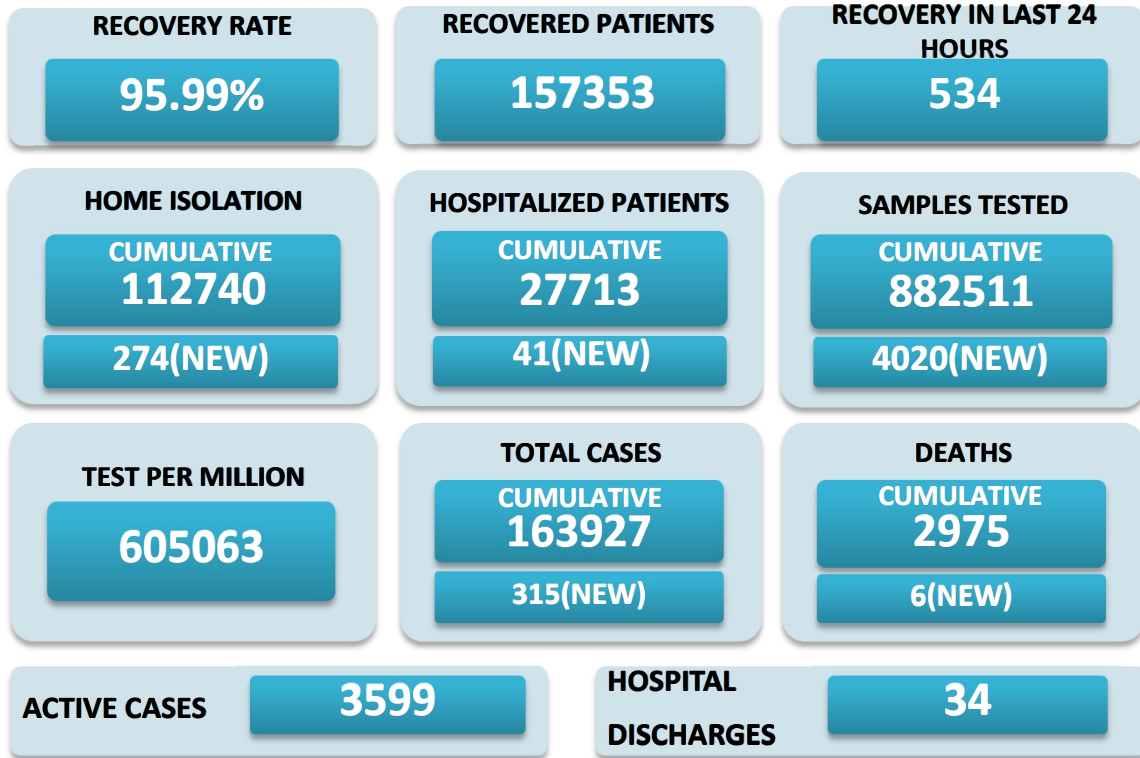 RECOVERY RATE
95.99%
RECOVERED PATIENTS
157353
RECOVERY IN LAST 24
HOURS
534
HOME ISOLATION
CUMULATIVE
112740
274(NEW)
HOSPITALIZED PATIENTS
CUMULATIVE
27713
41(NEW)
SAMPLES TESTED
CUMULATIVE
882511
4020(NEW)
TEST PER MILLION
605063
TOTAL CASES
CUMULATIVE
163927
315(NEW)
DEATHS
CUMULATIVE
2975
6(NEW)
ACTIVE CASES
3599
HOSPITAL
DISCHARGES
34